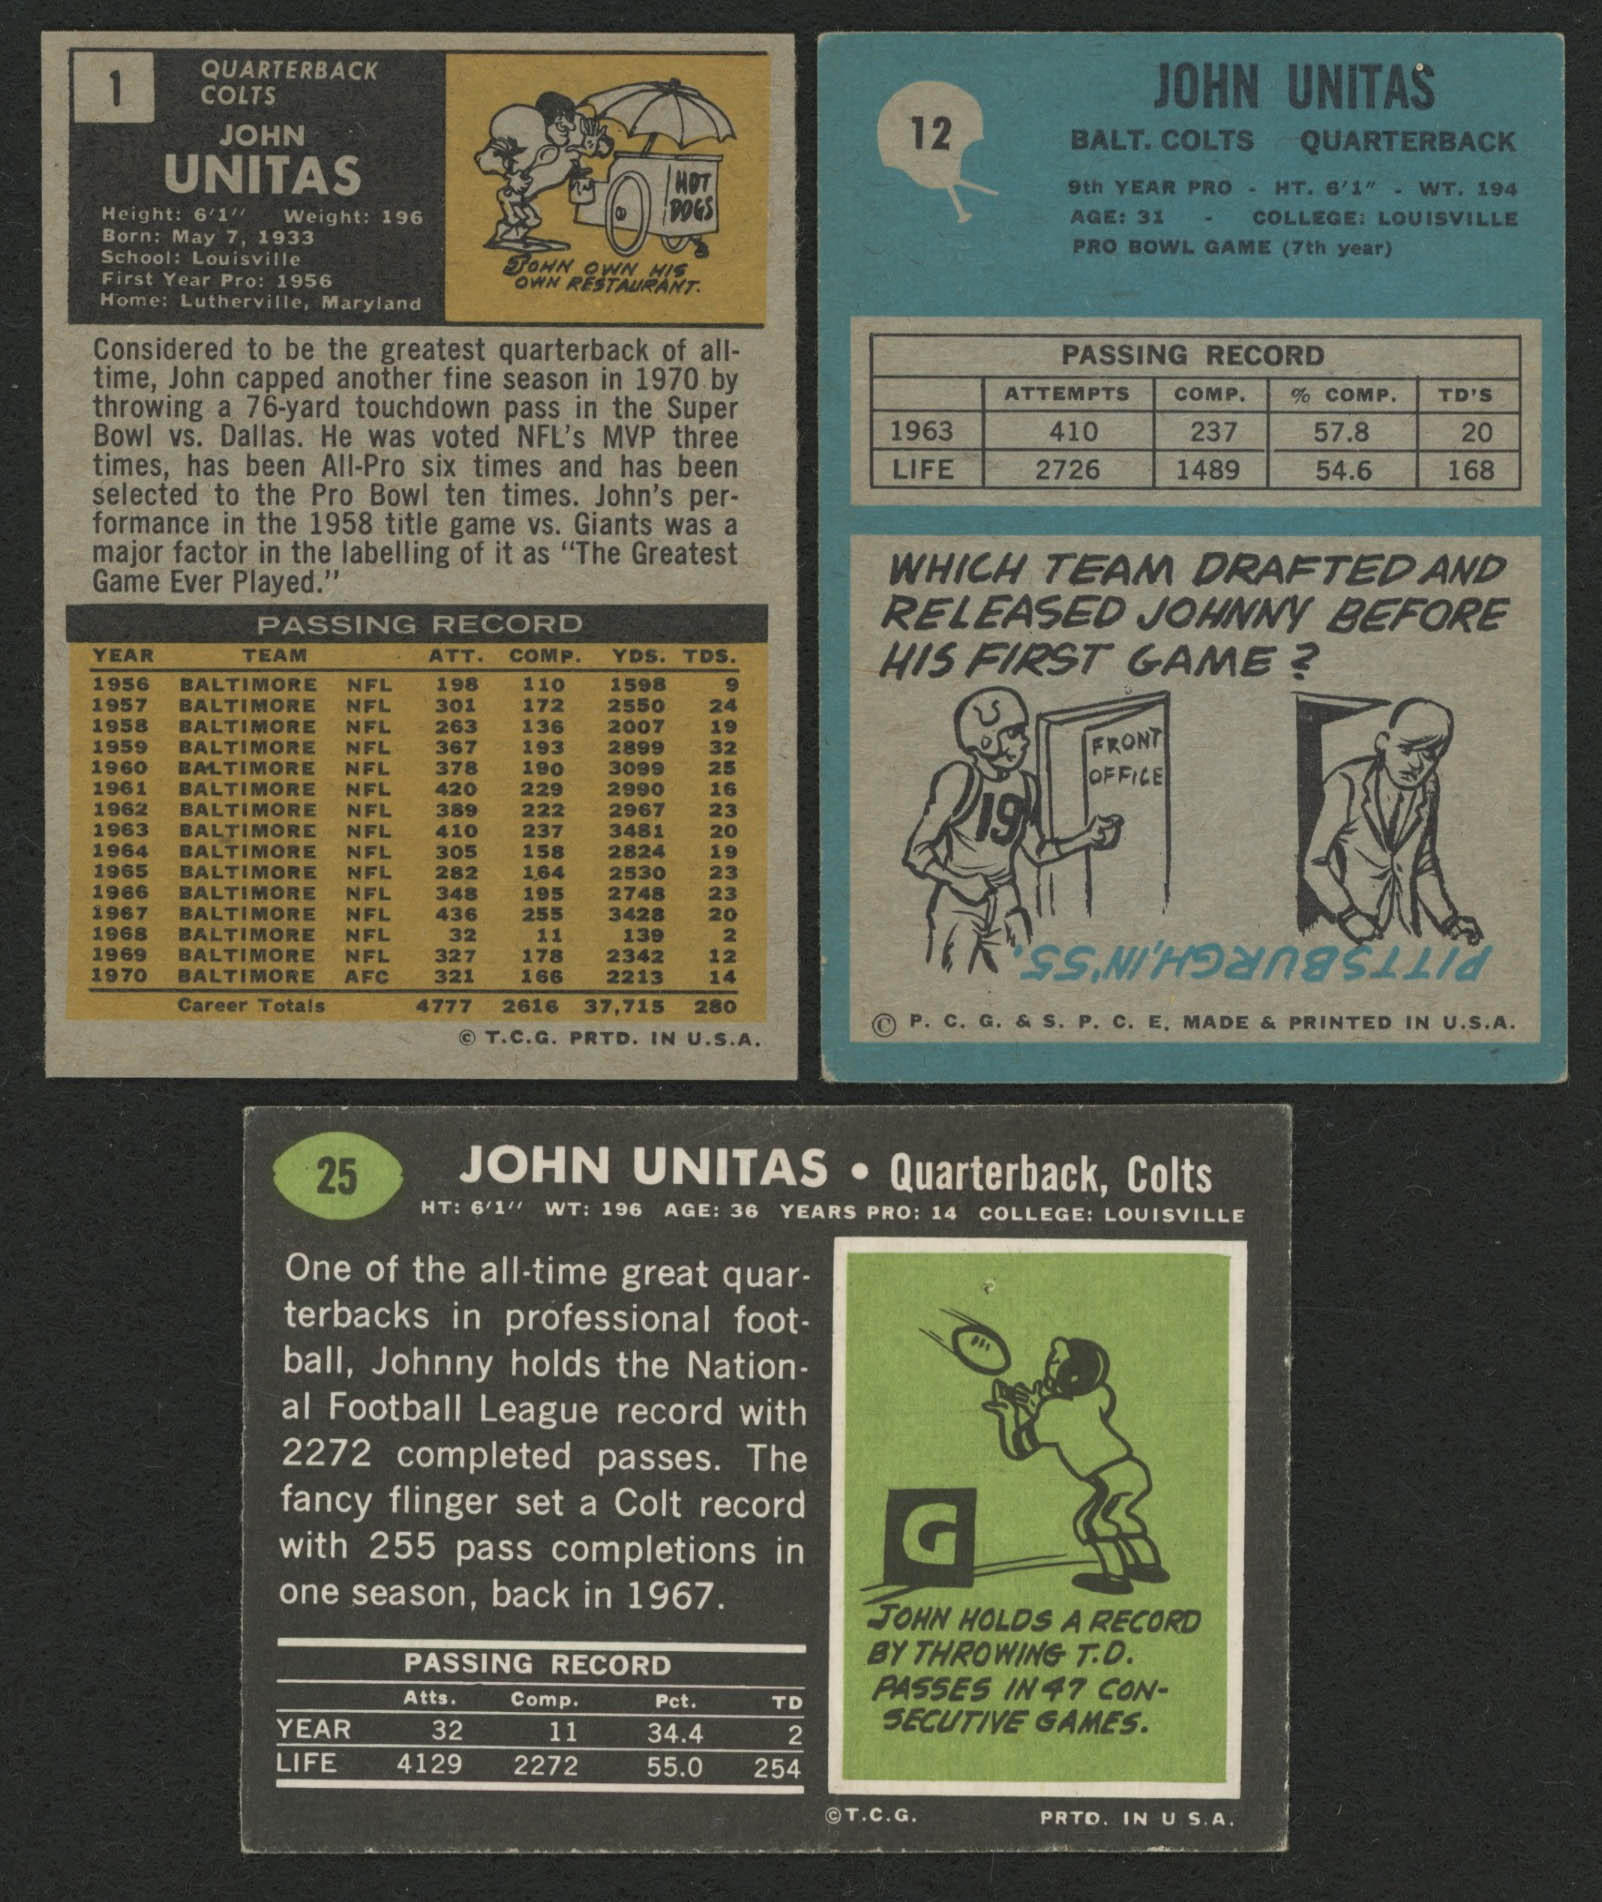 1
QUARTERBACK
COLTS
JOHN
UNITAS
Height: 6'1'' Weight: 196
Born: May 7, 1933
School: Louisville
First Year Pro: 1956
Home: Lutherville, Maryland
HOT
DOGS
JOHN OWN HIS
OWN RESTAURANT.
Considered to be the greatest quarterback of all-
time, John capped another fine season in 1970 by
throwing a 76-yard touchdown pass in the Super
Bowl vs. Dallas. He was voted NFL's MVP three
times, has been All-Pro six times and has been
selected to the Pro Bowl ten times. John's per-
formance in the 1958 title game vs. Giants was a
major factor in the labelling of it as "The Greatest
Game Ever Played."
PASSING RECORD
YEAR TEAM ATT. COMP. YDS. TDS.
1956 BALTIMORE NFL 198 110 1598 9
1957 BALTIMORE NFL 301 172 2550 24
1958 BALTIMORE NFL 263 136 2007 19
1959 BALTIMORE NFL 367 193 2899 32
1960 BALTIMORE NFL 378 190 3099 25
1961 BALTIMORE NFL 420 229 2990 16
1962 BALTIMORE NFL 389 222 2967 23
1963 BALTIMORE NFL 410 237 3481 20
1964 BALTIMORE NFL 305 158 2824 19
1965 BALTIMORE NFL 282 164 2530 23
1966 BALTIMORE NFL 348 195 2748 23
1967 BALTIMORE NFL 436 255 3428 20
1968 BALTIMORE NFL 32 11 139 2
1969 BALTIMORE NFL 327 178 2342 12
1970 BALTIMORE AFC 321 166 2213 14
Career Totals 4777 2616 37,715 280
© T.C.G. PRTD. IN U.S.A.
12
JOHN UNITAS
BALT. COLTS QUARTERBACK
9th YEAR PRO - HT. 6'1" - WT. 194
AGE: 31 - COLLEGE: LOUISVILLE
PRO BOWL GAME (7th year)
PASSING RECORD
ATTEMPTS COMP. % COMP. TD'S
1963 410 237 57.8 20
LIFE 2726 1489 54.6 168
WHICH TEAM DRAFTED AND
RELEASED JOHNNY BEFORE
HIS FIRST GAME?
FRONT
OFFICE
19
PITTSBURGH, IN '55.
© P. C. G. & S. P. C. E. MADE & PRINTED IN U.S.A.
25
JOHN UNITAS • Quarterback, Colts
HT: 6'1'' WT: 196 AGE: 36 YEARS PRO: 14 COLLEGE: LOUISVILLE
One of the all-time great quar-
terbacks in professional foot-
ball, Johnny holds the Nation-
al Football League record with
2272 completed passes. The
fancy flinger set a Colt record
with 255 pass completions in
one season, back in 1967.
PASSING RECORD
Atts. Comp. Pct. TD
YEAR 32 11 34.4 2
LIFE 4129 2272 55.0 254
G
JOHN HOLDS A RECORD
BY THROWING T.D.
PASSES IN 47 CON-
SECUTIVE GAMES.
© T.C.G. PRTD. IN U S.A.